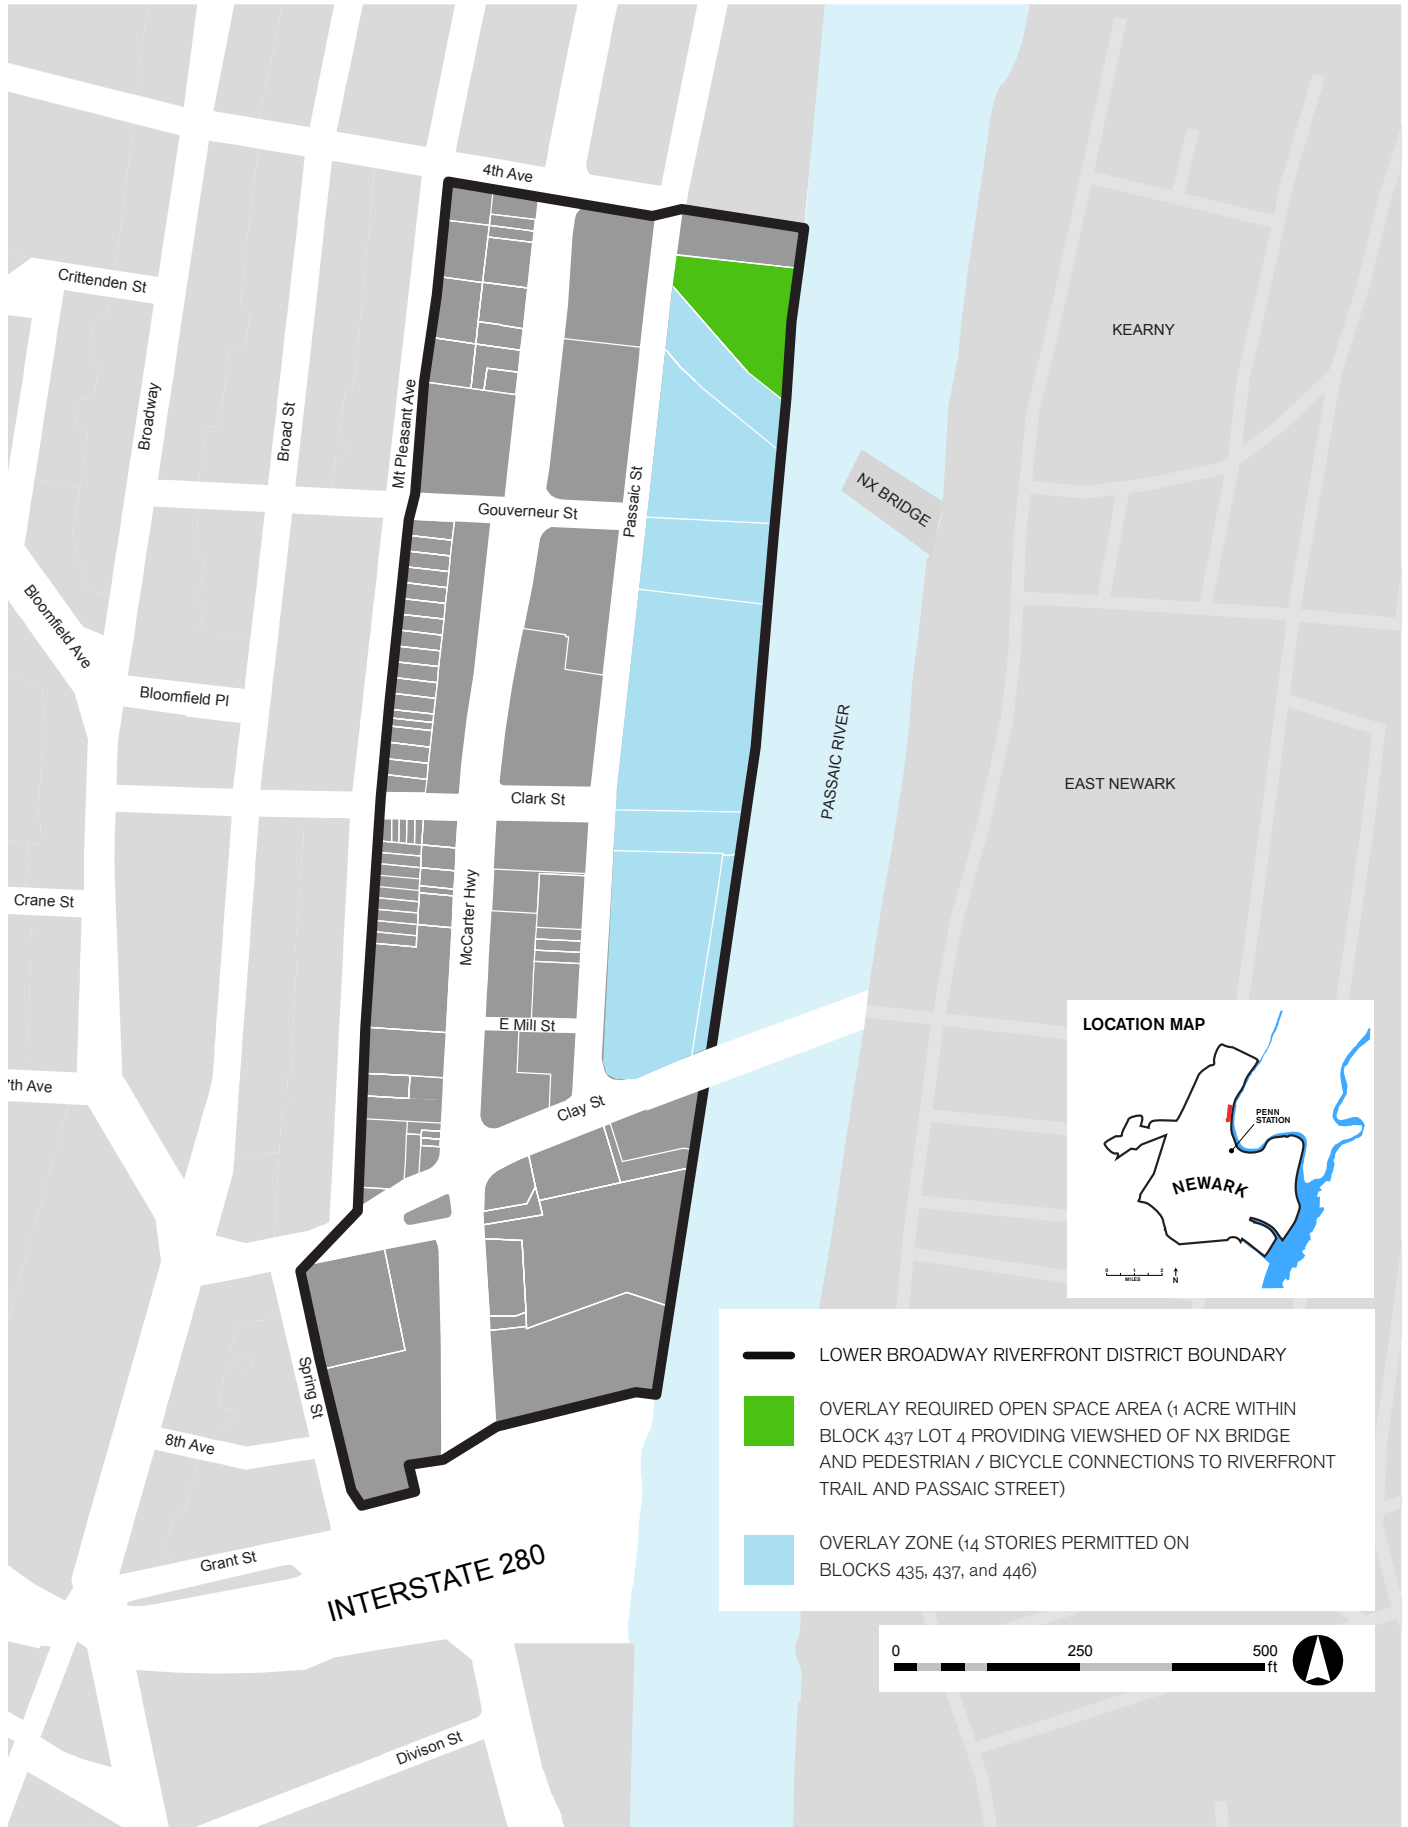 4th Ave
Crittenden St
KEARNY
Broadway
Broad St
Mt Pleasant Ave
Passaic St
NX BRIDGE
Gouverneur St
Bloomfield Ave
Bloomfield Pl
PASSAIC RIVER
EAST NEWARK
Clark St
Crane St
McCarter Hwy
E Mill St
7th Ave
Clay St
LOCATION MAP
PENN
STATION
NEWARK
0 1 2
MILES
N
Spring St
8th Ave
Grant St
INTERSTATE 280
Divison St
LOWER BROADWAY RIVERFRONT DISTRICT BOUNDARY
OVERLAY REQUIRED OPEN SPACE AREA (1 ACRE WITHIN
BLOCK 437 LOT 4 PROVIDING VIEWSHED OF NX BRIDGE
AND PEDESTRIAN / BICYCLE CONNECTIONS TO RIVERFRONT
TRAIL AND PASSAIC STREET)
OVERLAY ZONE (14 STORIES PERMITTED ON
BLOCKS 435, 437, and 446)
0 250 500
ft